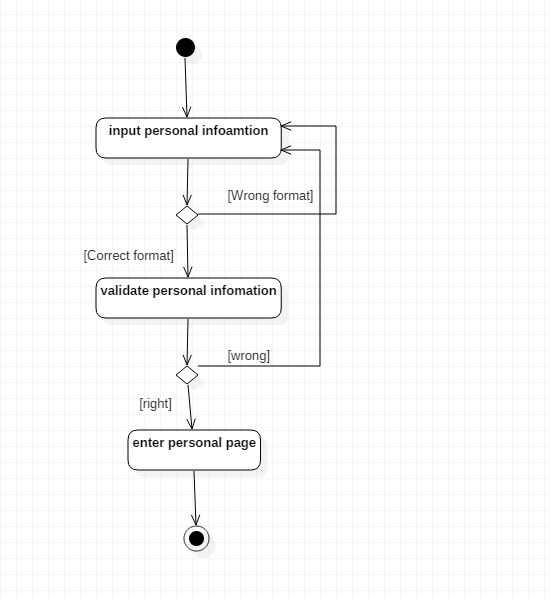 input personal infoamtion
[Wrong format]
[Correct format]
validate personal infomation
[wrong]
[right]
enter personal page